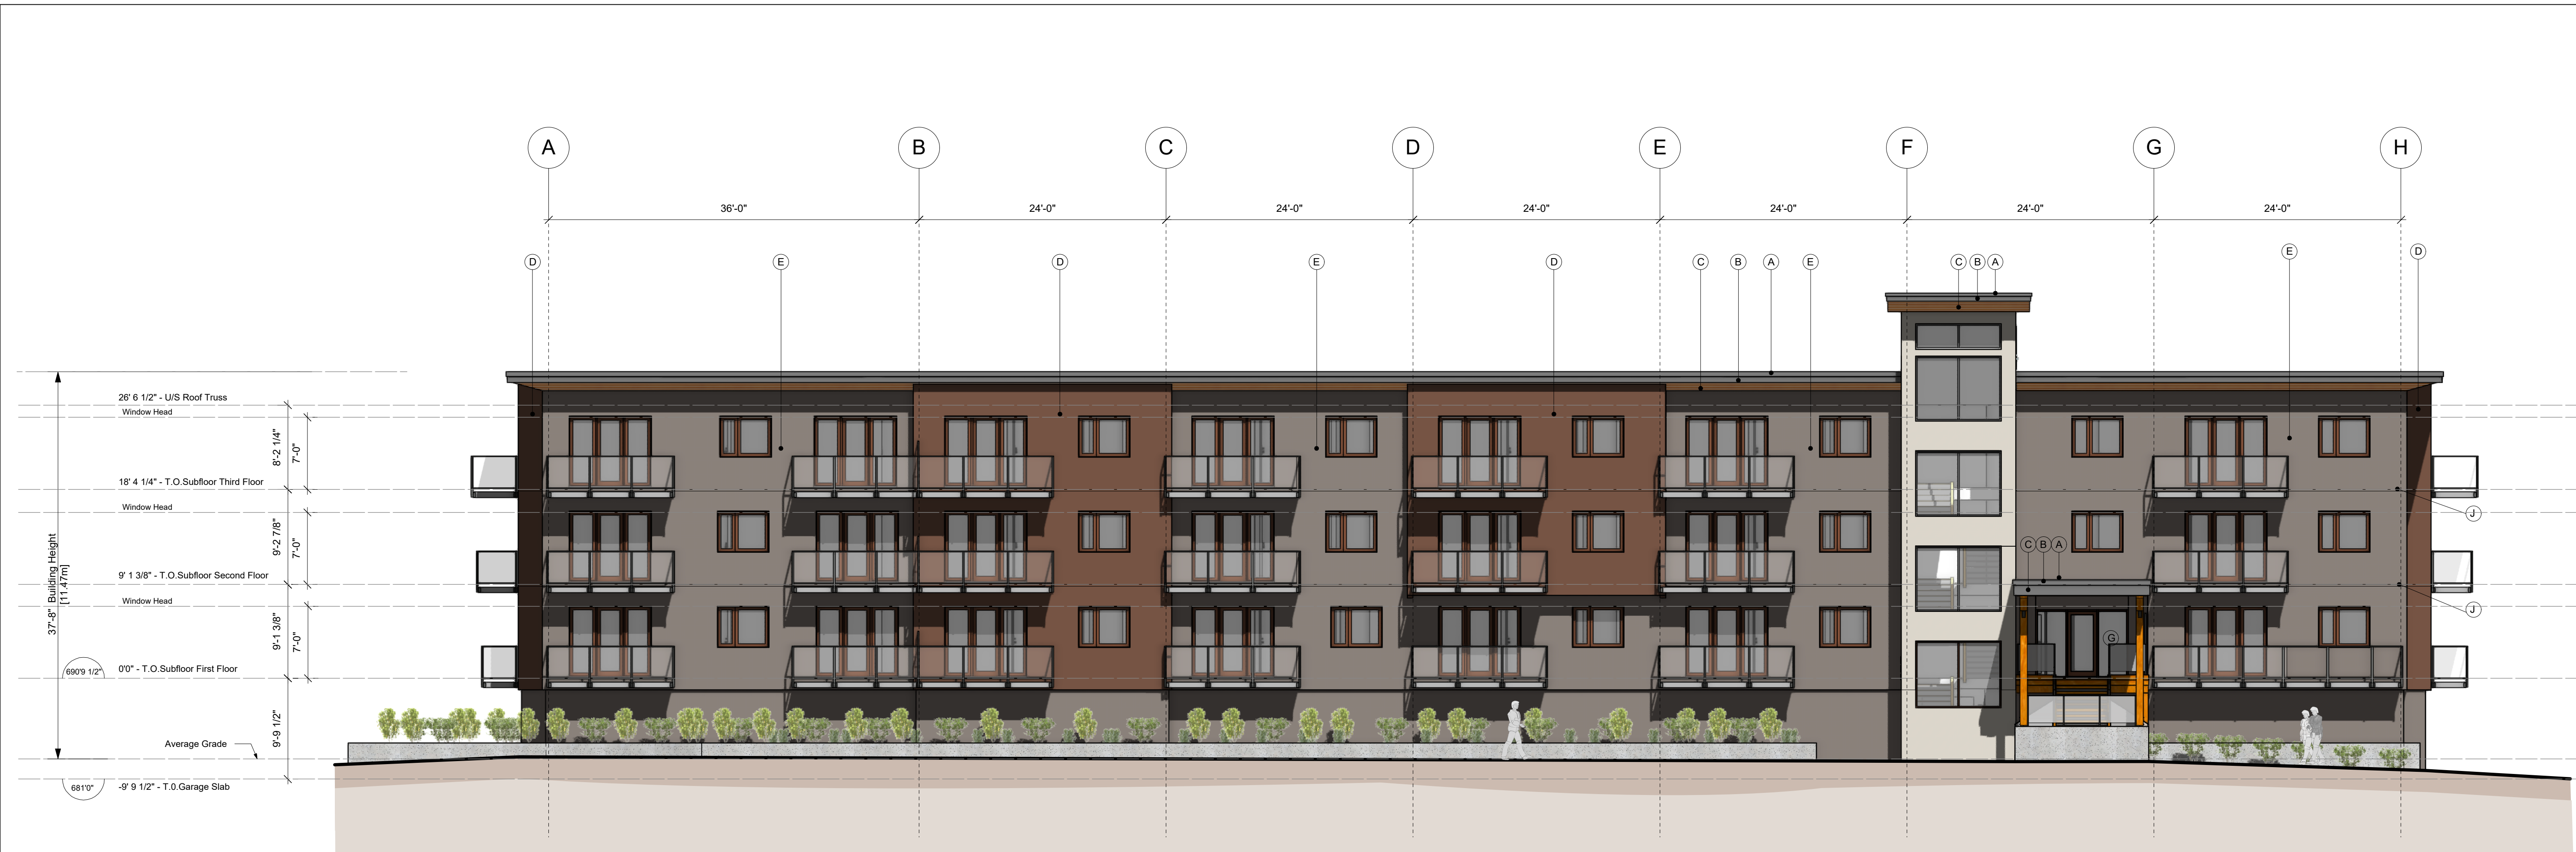 A B C D E F G H
36'-0" 24'-0" 24'-0" 24'-0" 24'-0" 24'-0" 24'-0"
D E D E D C B A E C B A E D
26' 6 1/2" - U/S Roof Truss
Window Head
8'-2 1/4"
7'-0"
18' 4 1/4" - T.O.Subfloor Third Floor
Window Head
J
9'-2 7/8"
7'-0"
C B A
37'-8" Building Height
[11.47m]
9' 1 3/8" - T.O.Subfloor Second Floor
Window Head
J
9'-1 3/8"
7'-0"
G
690'9 1/2"
0'0" - T.O.Subfloor First Floor
9'-9 1/2"
Average Grade
681'0"
-9' 9 1/2" - T.0.Garage Slab